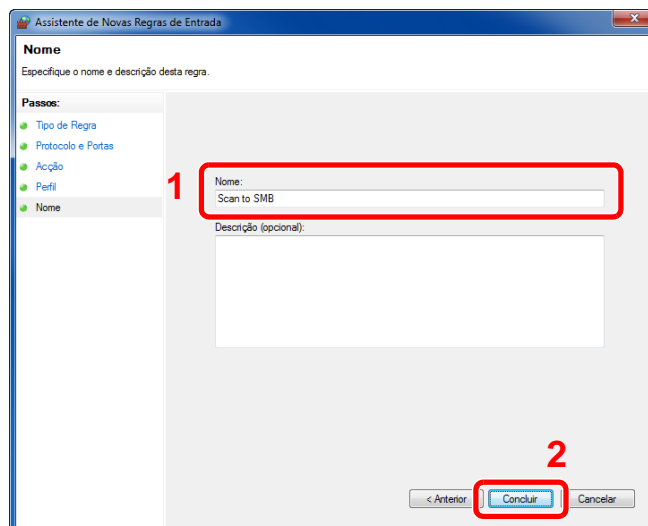 Assistente de Novas Regras de Entrada
Nome
Especifique o nome e descrição desta regra.
Passos:
Tipo de Regra
Protocolo e Portas
Acção
Perfil
Nome
1
Nome:
Scan to SMB
Descrição (opcional):
2
< Anterior
Concluir
Cancelar